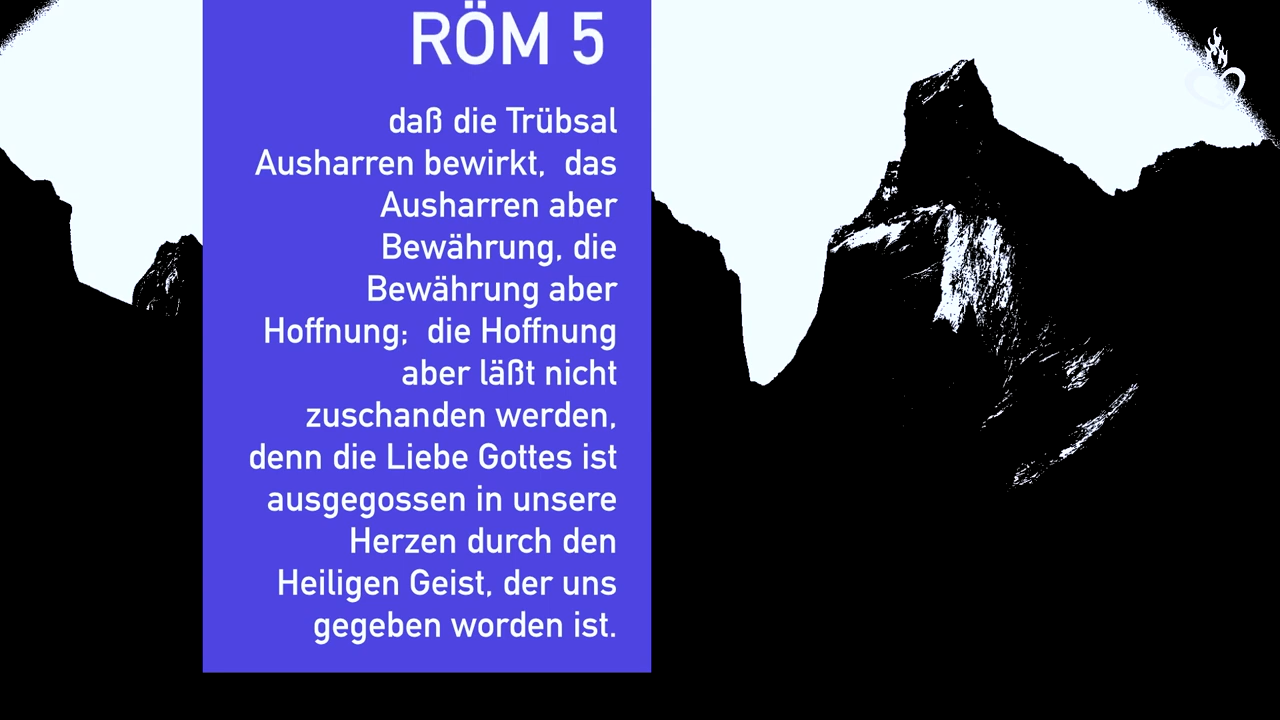 RÖM 5
daß die Trübsal
Ausharren bewirkt,  das
Ausharren aber
Bewährung, die
Bewährung aber
Hoffnung;  die Hoffnung
aber läßt nicht
zuschanden werden,
denn die Liebe Gottes ist
ausgegossen in unsere
Herzen durch den
Heiligen Geist, der uns
gegeben worden ist.